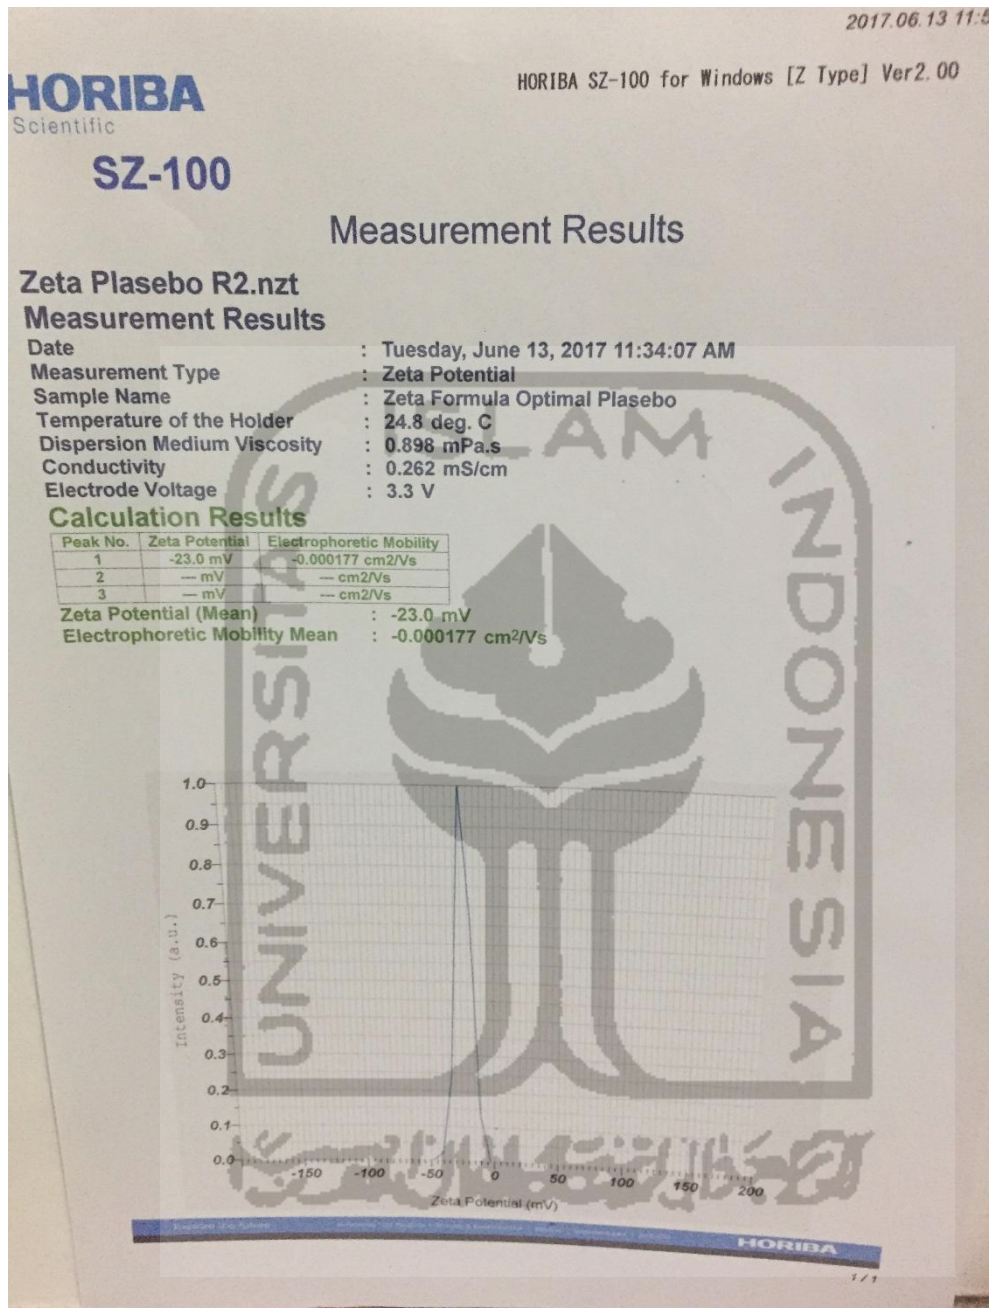 2017.06.13 11:5
HORIBA SZ-100 for Windows [Z Type] Ver2.00
HORIBA
Scientific
SZ-100
Measurement Results
Zeta Plasebo R2.nzt
Measurement Results
Date : Tuesday, June 13, 2017 11:34:07 AM
Measurement Type : Zeta Potential
Sample Name : Zeta Formula Optimal Plasebo
Temperature of the Holder : 24.8 deg. C
Dispersion Medium Viscosity : 0.898 mPa.s
Conductivity : 0.262 mS/cm
Electrode Voltage : 3.3 V
Calculation Results
Peak No. Zeta Potential Electrophoretic Mobility
1 -23.0 mV -0.000177 cm2/Vs
2 --- mV --- cm2/Vs
3 --- mV --- cm2/Vs
Zeta Potential (Mean) : -23.0 mV
Electrophoretic Mobility Mean : -0.000177 cm²/Vs
UNIVERSITAS
ISLAM
INDONESIA
1.0
0.9
0.8
0.7
0.6
0.5
0.4
0.3
0.2
0.1
0.0
Intensity (a.u.)
-150 -100 -50 0 50 100 150 200
Zeta Potential (mV)
HORIBA
1 / 1